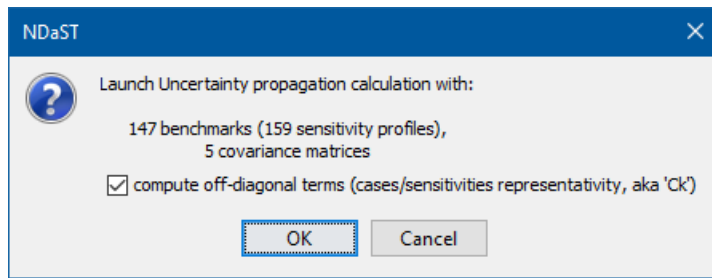 NDaST
Launch Uncertainty propagation calculation with:
147 benchmarks (159 sensitivity profiles),
5 covariance matrices
compute off-diagonal terms (cases/sensitivities representativity, aka 'Ck')
OK
Cancel